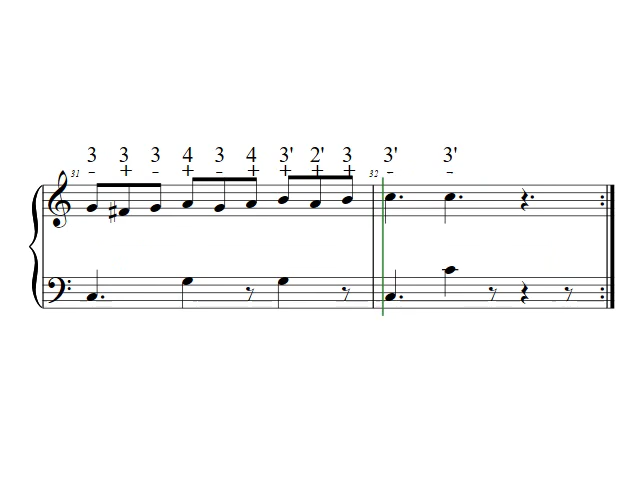 3 3 3 4 3 4 3' 2' 3 3' 3'
31 – + – + – + + + + 32 – –